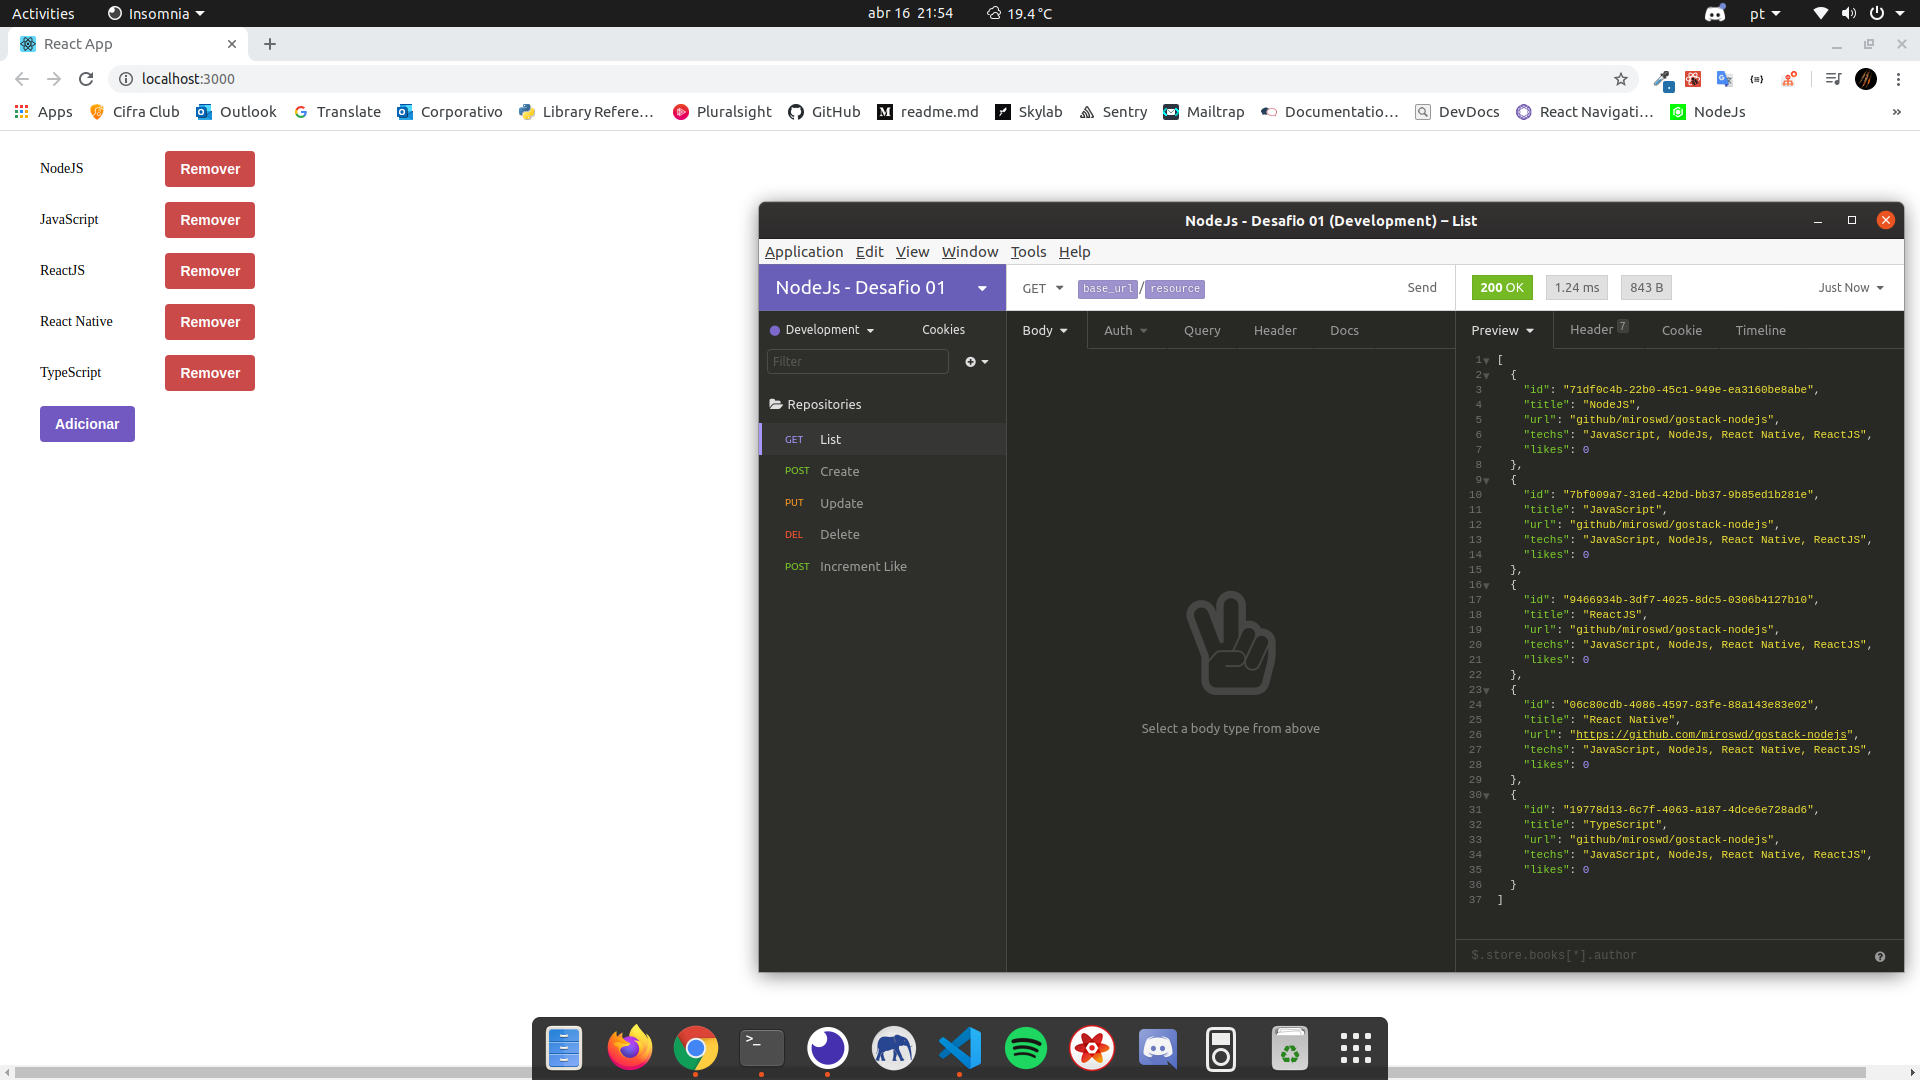 Activities
Insomnia
abr 16 21:54
19.4 °C
pt
React App
localhost:3000
Apps
Cifra Club
Outlook
Translate
Corporativo
Library Refere…
Pluralsight
GitHub
readme.md
Skylab
Sentry
Mailtrap
Documentatio…
DevDocs
React Navigati…
NodeJs
»
NodeJS
Remover
JavaScript
Remover
ReactJS
Remover
React Native
Remover
TypeScript
Remover
Adicionar
NodeJs - Desafio 01 (Development) – List
Application Edit View Window Tools Help
NodeJs - Desafio 01
GET
base_url/resource
Send
200 OK
1.24 ms
843 B
Just Now
Development
Cookies
Body
Auth
Query
Header
Docs
Preview
Header 7
Cookie
Timeline
Filter
Repositories
GET List
POST Create
PUT Update
DEL Delete
POST Increment Like
Select a body type from above
1 [
2 {
3 "id": "71df0c4b-22b0-45c1-949e-ea3160be8abe",
4 "title": "NodeJS",
5 "url": "github/miroswd/gostack-nodejs",
6 "techs": "JavaScript, NodeJs, React Native, ReactJS",
7 "likes": 0
8 },
9 {
10 "id": "7bf009a7-31ed-42bd-bb37-9b85ed1b281e",
11 "title": "JavaScript",
12 "url": "github/miroswd/gostack-nodejs",
13 "techs": "JavaScript, NodeJs, React Native, ReactJS",
14 "likes": 0
15 },
16 {
17 "id": "9466934b-3df7-4025-8dc5-0306b4127b10",
18 "title": "ReactJS",
19 "url": "github/miroswd/gostack-nodejs",
20 "techs": "JavaScript, NodeJs, React Native, ReactJS",
21 "likes": 0
22 },
23 {
24 "id": "06c80cdb-4086-4597-83fe-88a143e83e02",
25 "title": "React Native",
26 "url": "https://github.com/miroswd/gostack-nodejs",
27 "techs": "JavaScript, NodeJs, React Native, ReactJS",
28 "likes": 0
29 },
30 {
31 "id": "19778d13-6c7f-4063-a187-4dce6e728ad6",
32 "title": "TypeScript",
33 "url": "github/miroswd/gostack-nodejs",
34 "techs": "JavaScript, NodeJs, React Native, ReactJS",
35 "likes": 0
36 }
37 ]
$.store.books[*].author
>_